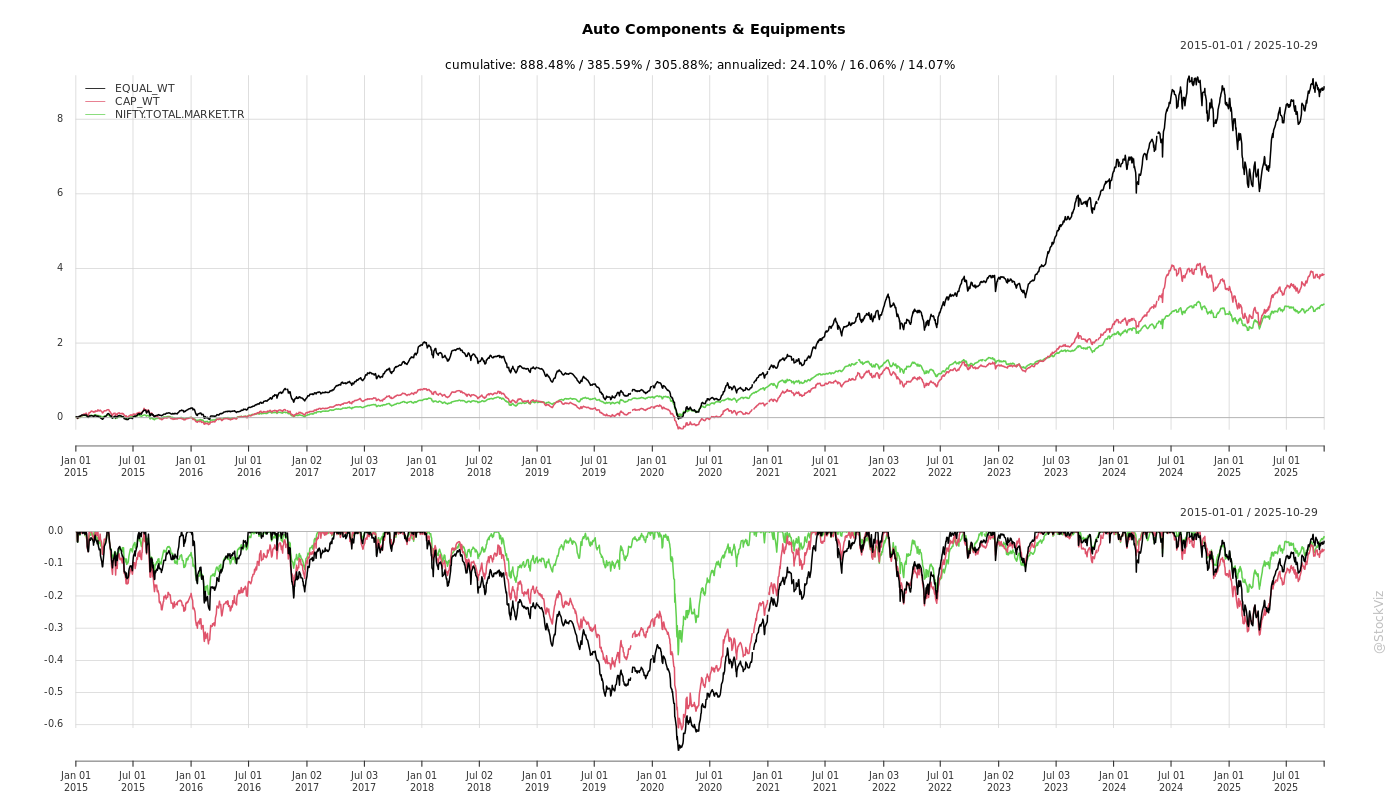 Auto Components & Equipments
2015-01-01 / 2025-10-29
cumulative: 888.48% / 385.59% / 305.88%; annualized: 24.10% / 16.06% / 14.07%
EQUAL_WT
CAP_WT
NIFTY.TOTAL.MARKET.TR
8
6
4
2
0
Jan 01 Jul 01 Jan 01 Jul 01 Jan 02 Jul 03 Jan 01 Jul 02 Jan 01 Jul 01 Jan 01 Jul 01 Jan 01 Jul 01 Jan 03 Jul 01 Jan 02 Jul 03 Jan 01 Jul 01 Jan 01 Jul 01
2015 2015 2016 2016 2017 2017 2018 2018 2019 2019 2020 2020 2021 2021 2022 2022 2023 2023 2024 2024 2025 2025
2015-01-01 / 2025-10-29
0.0
-0.1
-0.2
-0.3
-0.4
-0.5
-0.6
Jan 01 Jul 01 Jan 01 Jul 01 Jan 02 Jul 03 Jan 01 Jul 02 Jan 01 Jul 01 Jan 01 Jul 01 Jan 01 Jul 01 Jan 03 Jul 01 Jan 02 Jul 03 Jan 01 Jul 01 Jan 01 Jul 01
2015 2015 2016 2016 2017 2017 2018 2018 2019 2019 2020 2020 2021 2021 2022 2022 2023 2023 2024 2024 2025 2025
@StockViz